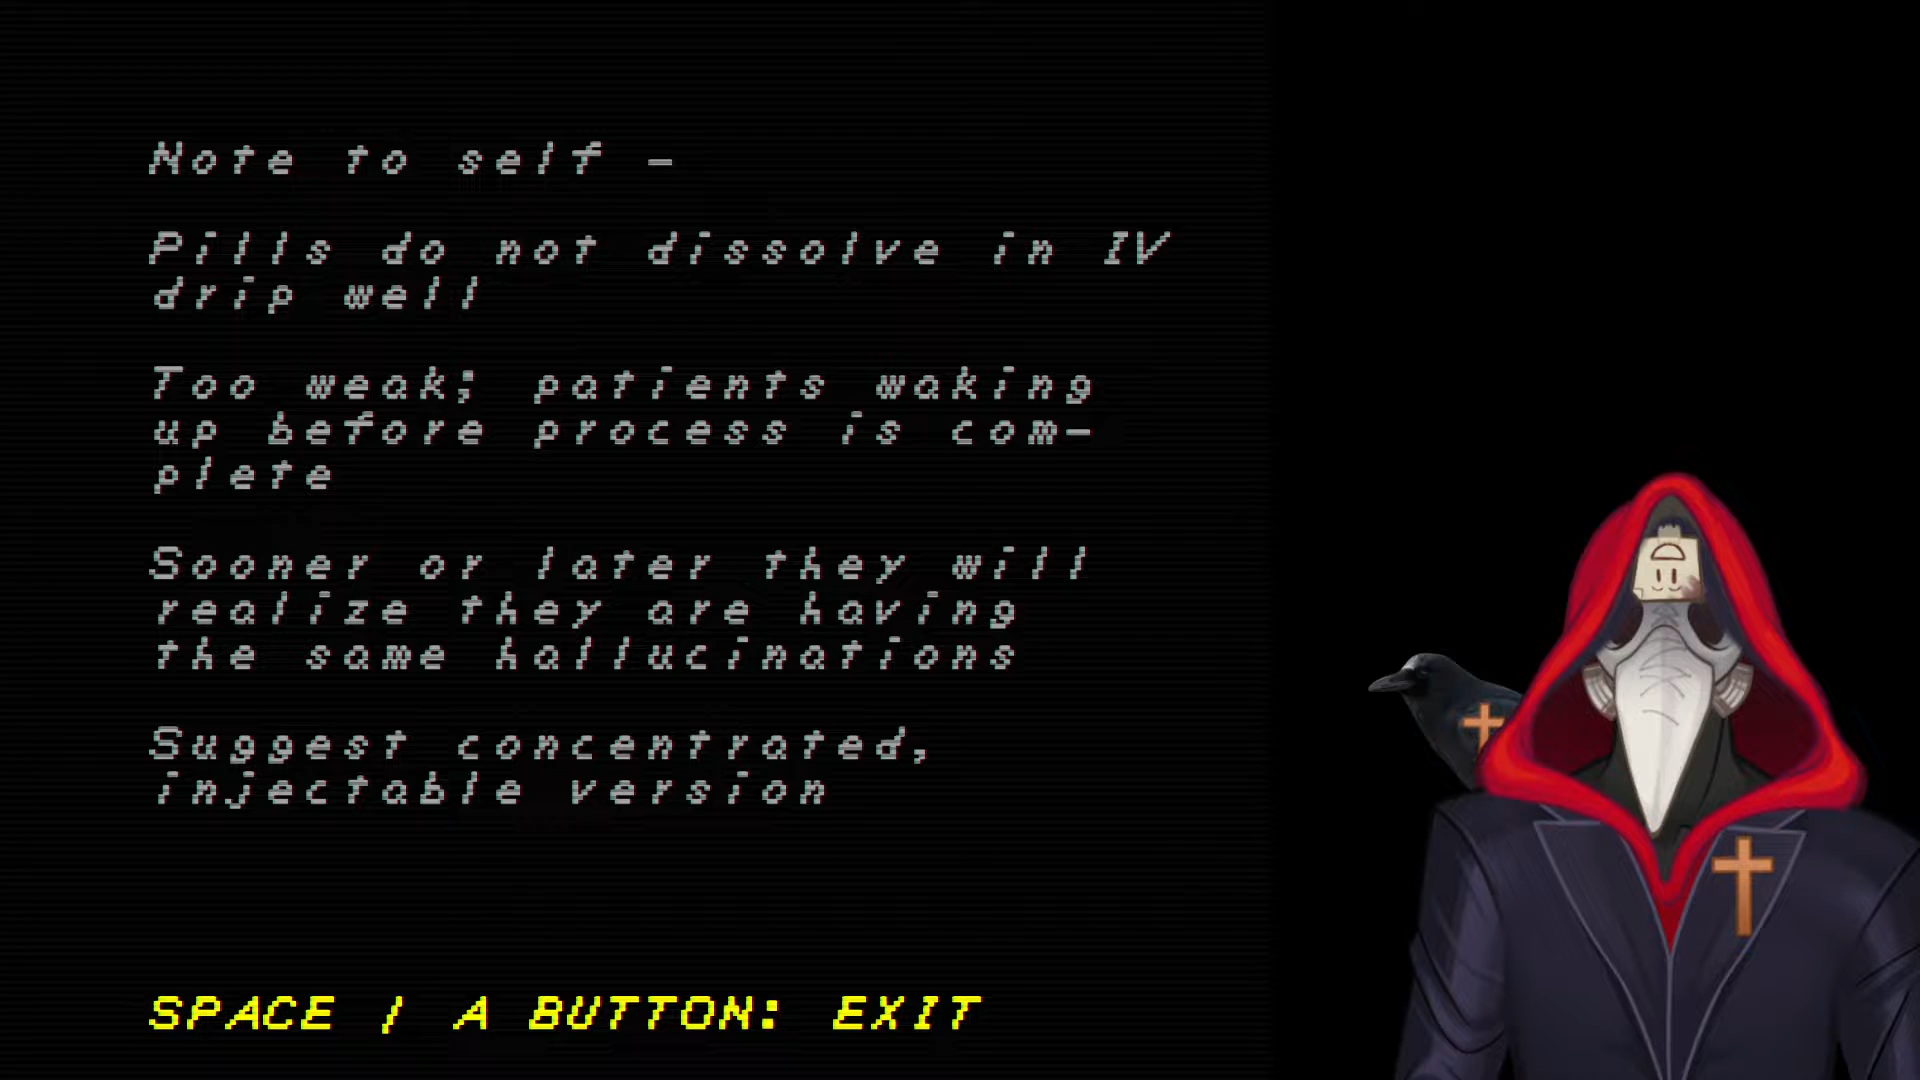 Note to self -
Pills do not dissolve in IV
drip well
Too weak; patients waking
up before process is com-
plete
Sooner or later they will
realize they are having
the same hallucinations
Suggest concentrated,
injectable version
SPACE / A BUTTON: EXIT